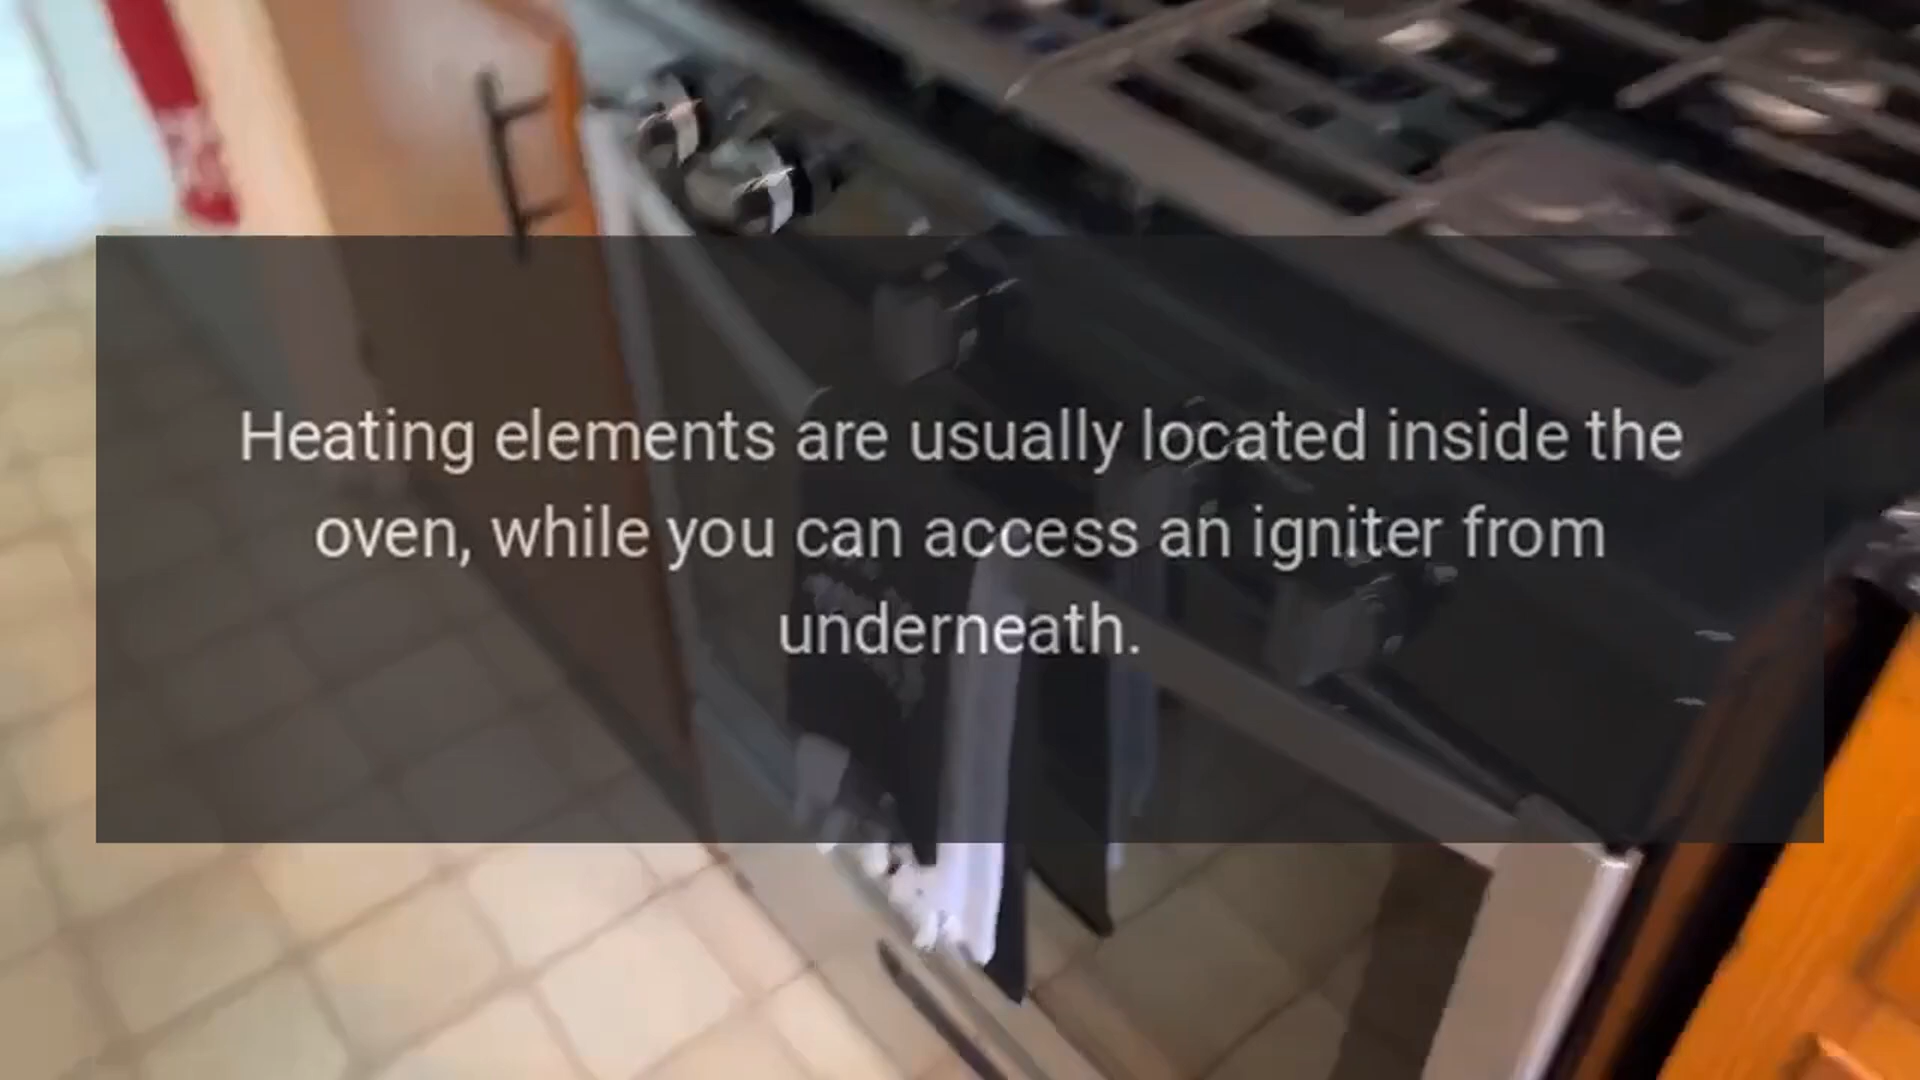 Heating elements are usually located inside the
oven, while you can access an igniter from
underneath.